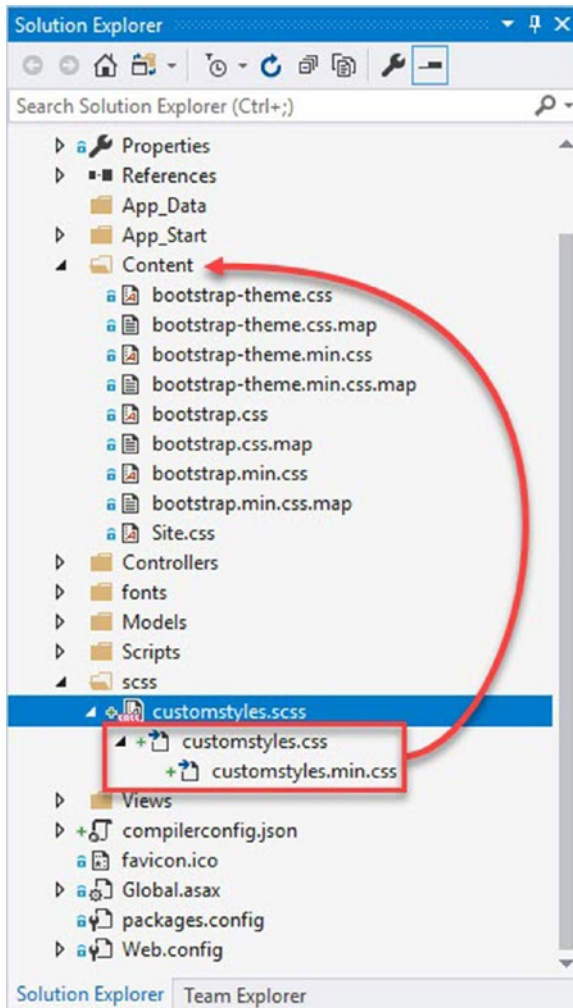 Solution Explorer
Search Solution Explorer (Ctrl+;)
Properties
References
App_Data
App_Start
Content
bootstrap-theme.css
bootstrap-theme.css.map
bootstrap-theme.min.css
bootstrap-theme.min.css.map
bootstrap.css
bootstrap.css.map
bootstrap.min.css
bootstrap.min.css.map
Site.css
Controllers
fonts
Models
Scripts
scss
customstyles.scss
customstyles.css
customstyles.min.css
Views
compilerconfig.json
favicon.ico
Global.asax
packages.config
Web.config
Solution Explorer Team Explorer